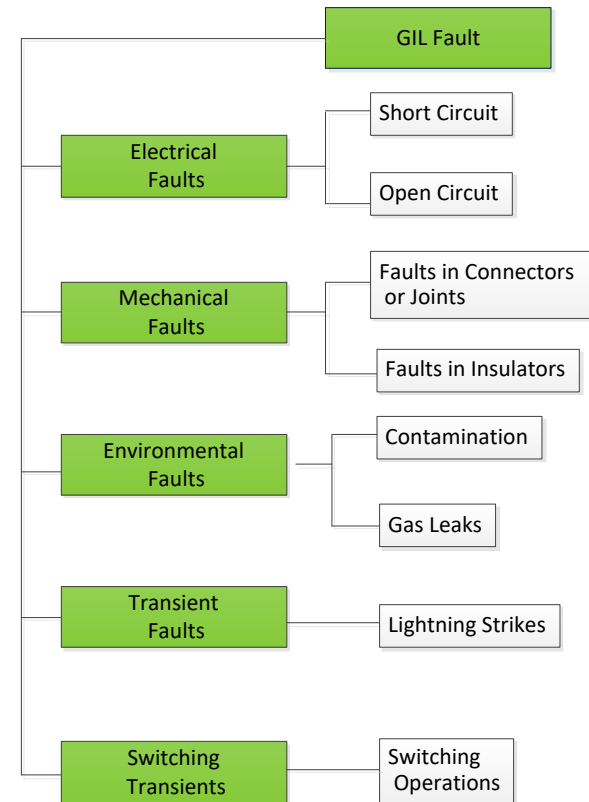 GIL Fault
Electrical
Faults
Short Circuit
Open Circuit
Mechanical
Faults
Faults in Connectors
or Joints
Faults in Insulators
Environmental
Faults
Contamination
Gas Leaks
Transient
Faults
Lightning Strikes
Switching
Transients
Switching
Operations